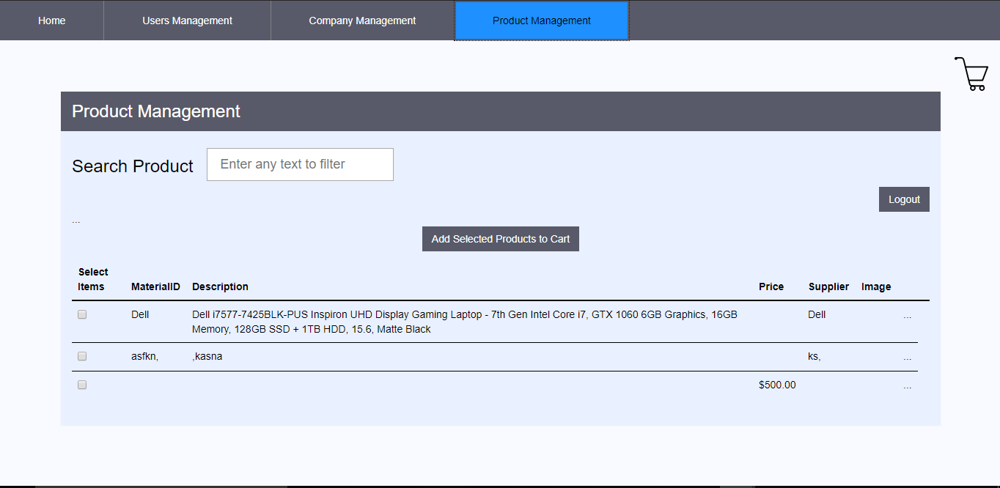 Home Users Management Company Management Product Management
Product Management
Search Product Enter any text to filter
Logout
...
Add Selected Products to Cart
Select
Items MaterialID Description Price Supplier Image
Dell Dell i7577-7425BLK-PUS Inspiron UHD Display Gaming Laptop - 7th Gen Intel Core i7, GTX 1060 6GB Graphics, 16GB Dell ...
Memory, 128GB SSD + 1TB HDD, 15.6, Matte Black
asfkn, ,kasna ks, ...
$500.00 ...